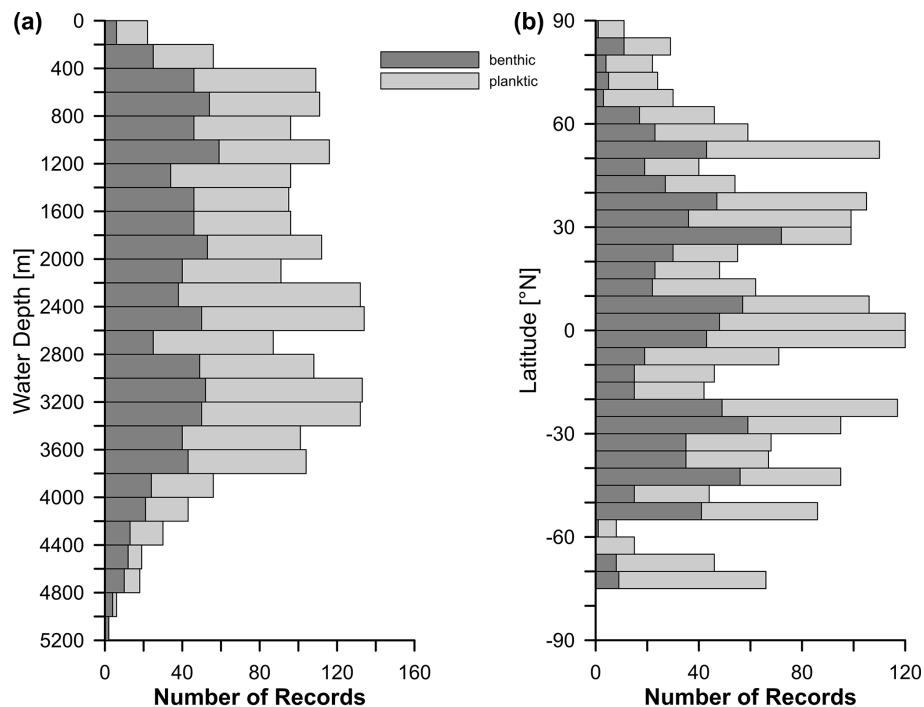 (a)
0
400
800
1200
1600
2000
2400
2800
3200
3600
4000
4400
4800
5200
Water Depth [m]
0 40 80 120 160
Number of Records
benthic
planktic
(b)
90
60
30
0
-30
-60
-90
Latitude [°N]
0 40 80 120
Number of Records